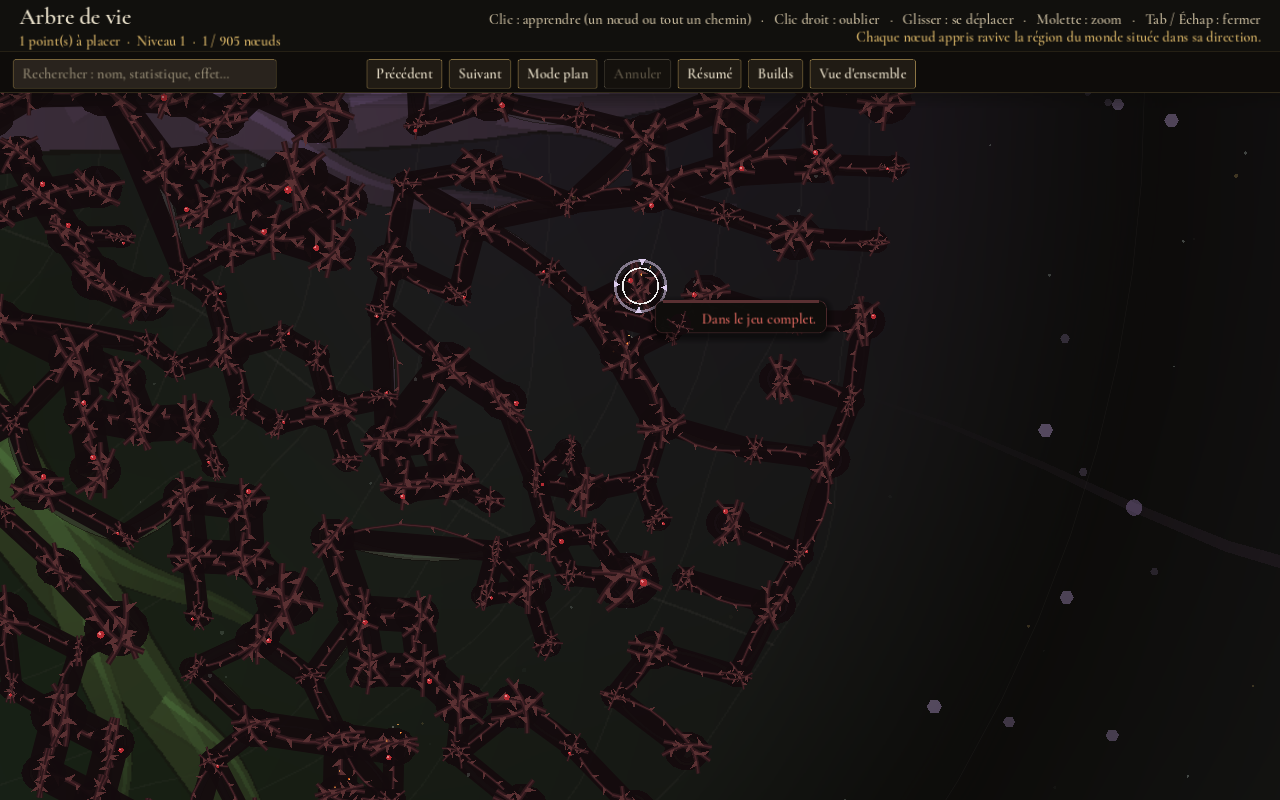 Arbre de vie
1 point(s) à placer · Niveau 1 · 1 / 905 nœuds
Clic : apprendre (un nœud ou tout un chemin) · Clic droit : oublier · Glisser : se déplacer · Molette : zoom · Tab / Échap : fermer
Chaque nœud appris ravive la région du monde située dans sa direction.
Rechercher : nom, statistique, effet...
Précédent
Suivant
Mode plan
Annuler
Résumé
Builds
Vue d'ensemble
Dans le jeu complet.